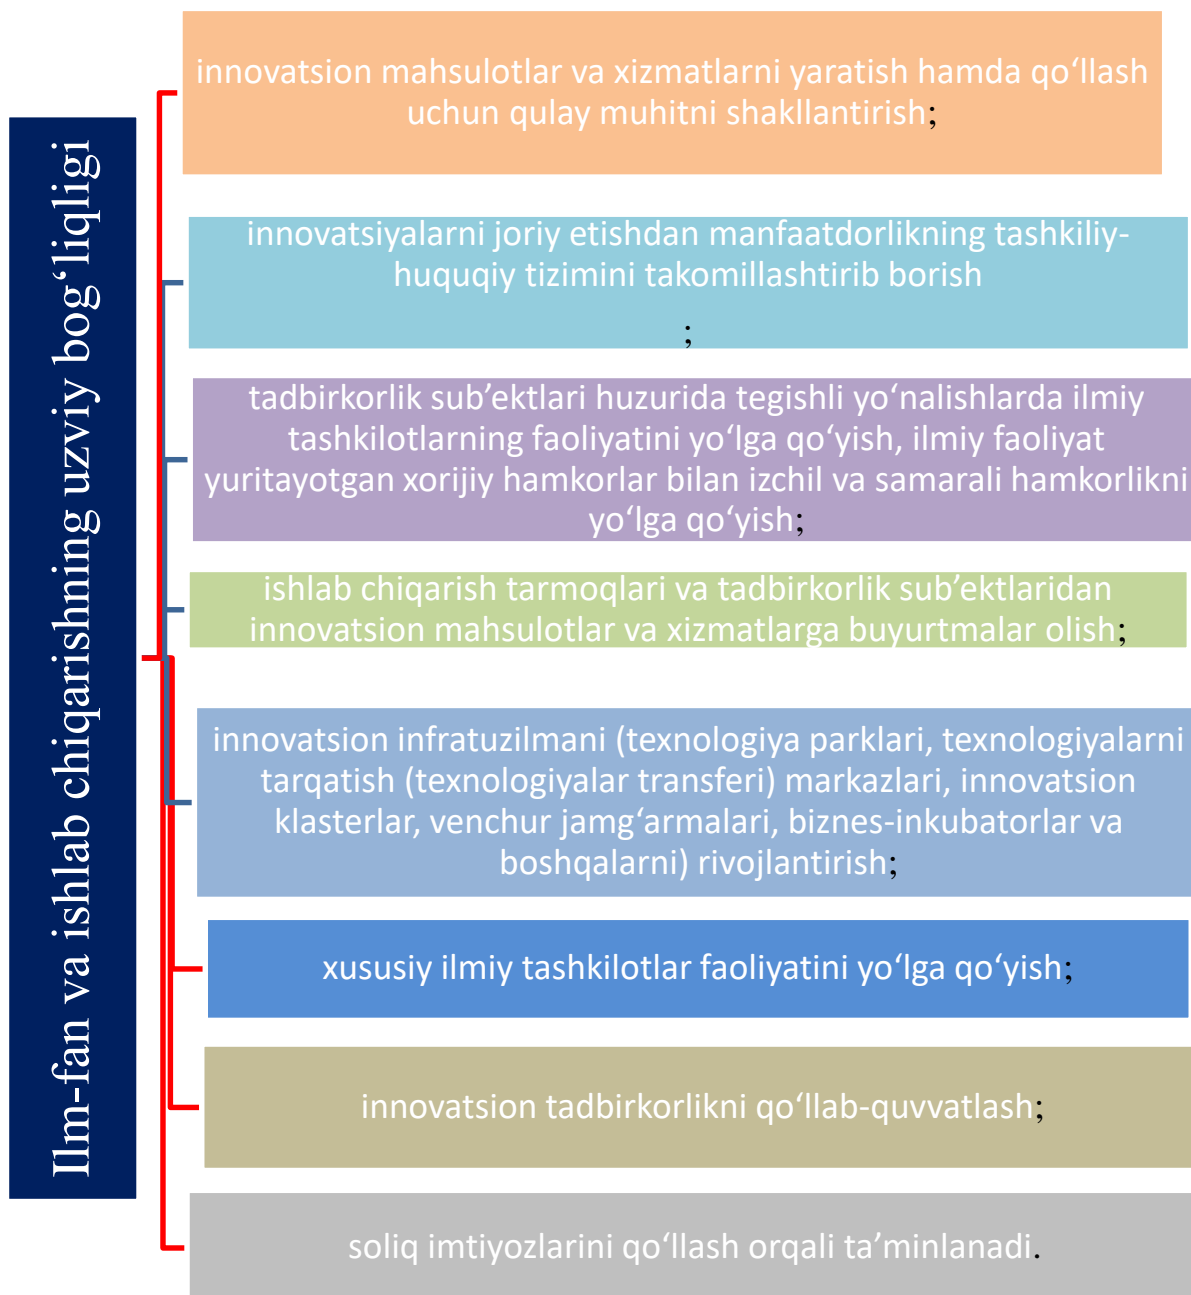 Ilm-fan va ishlab chiqarishning uzviy bog‘liqligi
innovatsion mahsulotlar va xizmatlarni yaratish hamda qo‘llash
uchun qulay muhitni shakllantirish;
innovatsiyalarni joriy etishdan manfaatdorlikning tashkiliy-
huquqiy tizimini takomillashtirib borish
;
tadbirkorlik sub’ektlari huzurida tegishli yo‘nalishlarda ilmiy
tashkilotlarning faoliyatini yo‘lga qo‘yish, ilmiy faoliyat
yuritayotgan xorijiy hamkorlar bilan izchil va samarali hamkorlikni
yo‘lga qo‘yish;
ishlab chiqarish tarmoqlari va tadbirkorlik sub’ektlaridan
innovatsion mahsulotlar va xizmatlarga buyurtmalar olish;
innovatsion infratuzilmani (texnologiya parklari, texnologiyalarni
tarqatish (texnologiyalar transferi) markazlari, innovatsion
klasterlar, venchur jamg‘armalari, biznes-inkubatorlar va
boshqalarni) rivojlantirish;
xususiy ilmiy tashkilotlar faoliyatini yo‘lga qo‘yish;
innovatsion tadbirkorlikni qo‘llab-quvvatlash;
soliq imtiyozlarini qo‘llash orqali ta’minlanadi.